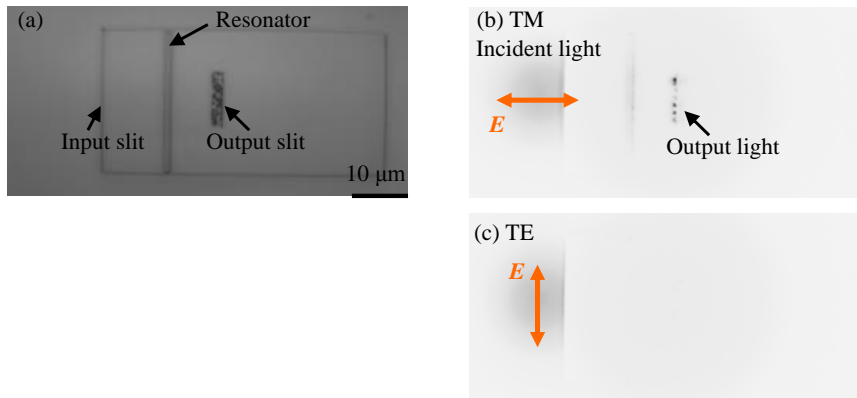 (a)
Resonator
Input slit
Output slit
10 μm
(b) TM
Incident light
E
Output light
(c) TE
E